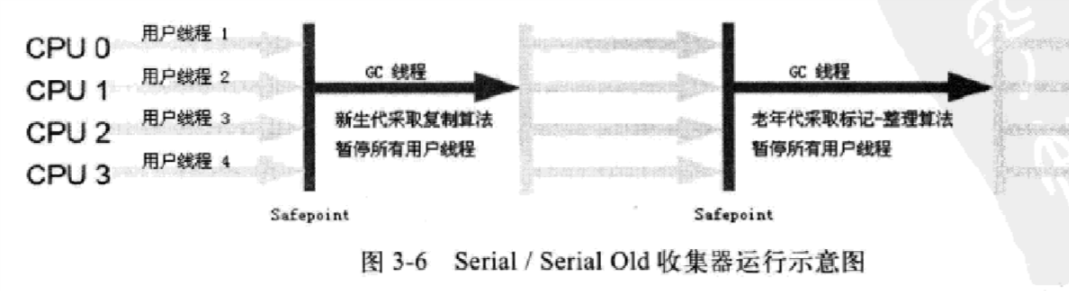 CPU 0 用户线程 1
CPU 1 用户线程 2
CPU 2 用户线程 3
CPU 3 用户线程 4
GC 线程
新生代采取复制算法
暂停所有用户线程
Safepoint
GC 线程
老年代采取标记-整理算法
暂停所有用户线程
Safepoint
图 3-6 Serial / Serial Old 收集器运行示意图